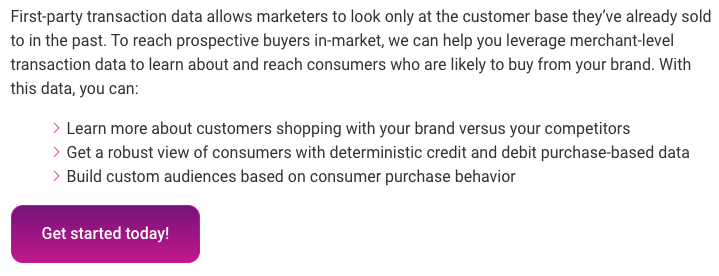 First-party transaction data allows marketers to look only at the customer base they’ve already sold
to in the past. To reach prospective buyers in-market, we can help you leverage merchant-level
transaction data to learn about and reach consumers who are likely to buy from your brand. With
this data, you can:
Learn more about customers shopping with your brand versus your competitors
Get a robust view of consumers with deterministic credit and debit purchase-based data
Build custom audiences based on consumer purchase behavior
Get started today!